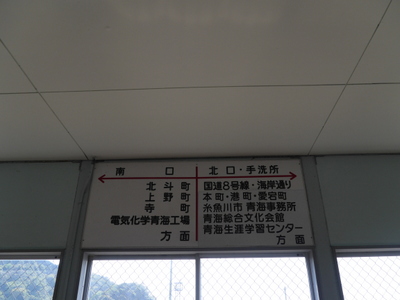 南口
北斗町
上野町
寺町
電気化学青海工場
方面
北口・手洗所
国道8号線・海岸通り
本町・港町・愛宕町
糸魚川市 青海事務所
青海総合文化会館
青海生涯学習センター
方面